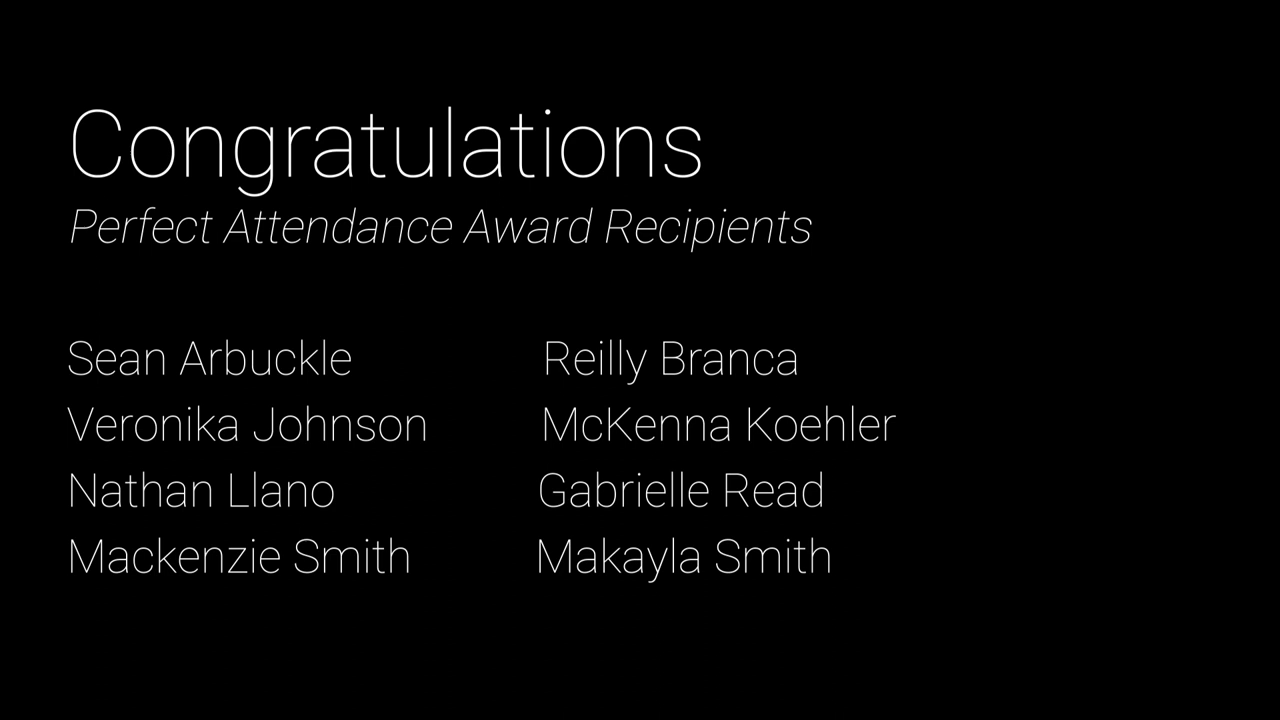 Congratulations
Perfect Attendance Award Recipients
Sean Arbuckle Reilly Branca
Veronika Johnson McKenna Koehler
Nathan Llano Gabrielle Read
Mackenzie Smith Makayla Smith